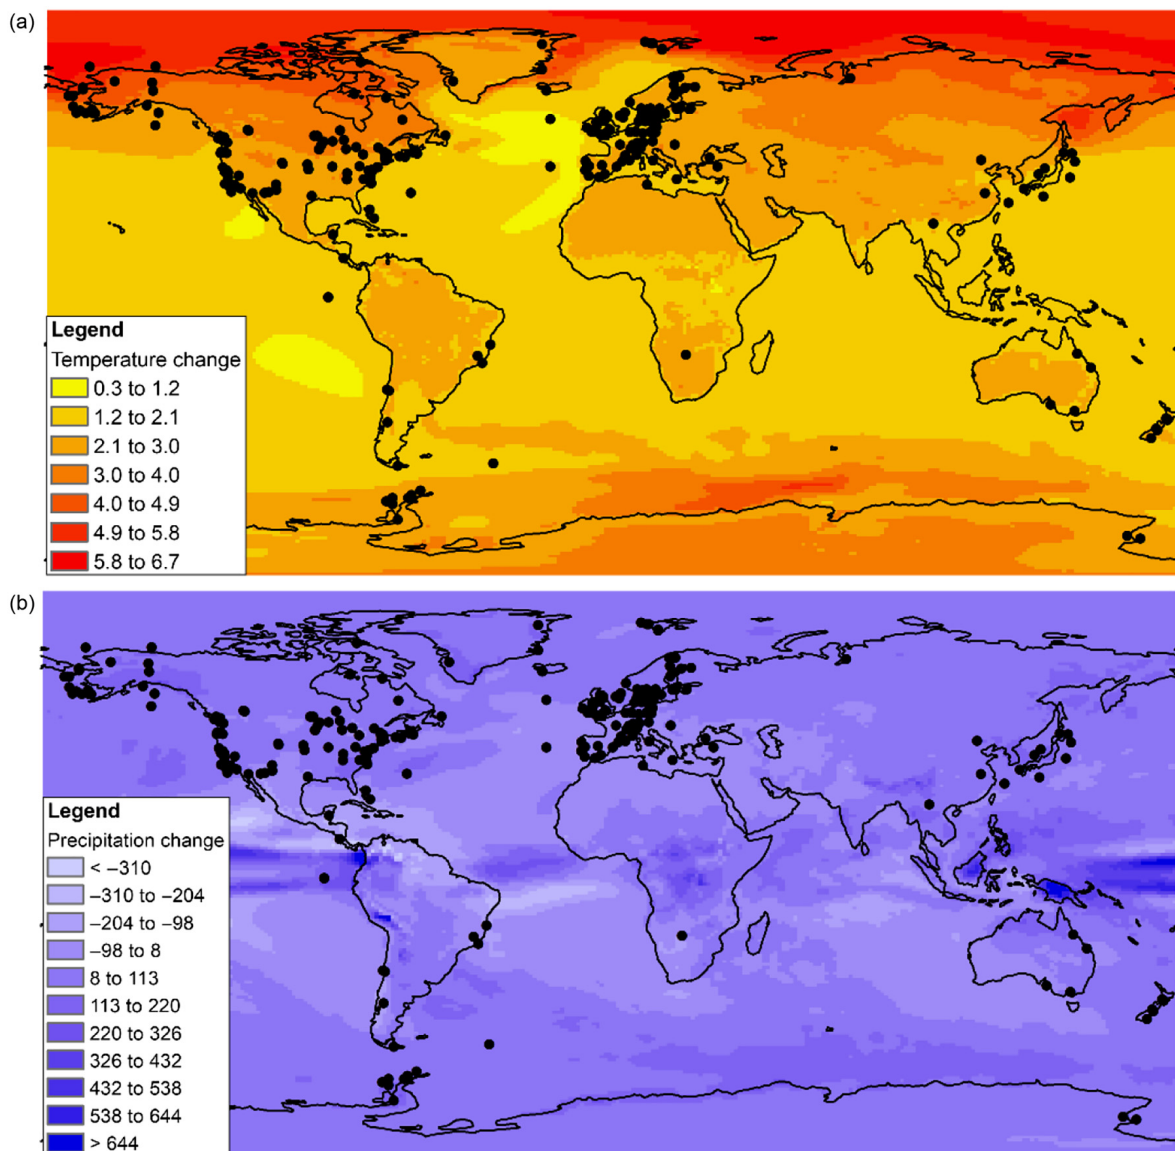 (a)
Legend
Temperature change
0.3 to 1.2
1.2 to 2.1
2.1 to 3.0
3.0 to 4.0
4.0 to 4.9
4.9 to 5.8
5.8 to 6.7
(b)
Legend
Precipitation change
< −310
−310 to −204
−204 to −98
−98 to 8
8 to 113
113 to 220
220 to 326
326 to 432
432 to 538
538 to 644
> 644